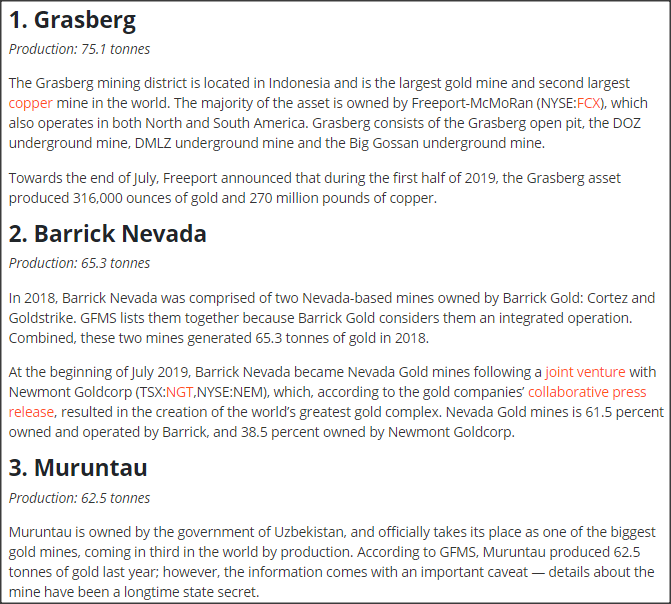 1. Grasberg
Production: 75.1 tonnes
The Grasberg mining district is located in Indonesia and is the largest gold mine and second largest
copper mine in the world. The majority of the asset is owned by Freeport-McMoRan (NYSE:FCX), which
also operates in both North and South America. Grasberg consists of the Grasberg open pit, the DOZ
underground mine, DMLZ underground mine and the Big Gossan underground mine.
Towards the end of July, Freeport announced that during the first half of 2019, the Grasberg asset
produced 316,000 ounces of gold and 270 million pounds of copper.
2. Barrick Nevada
Production: 65.3 tonnes
In 2018, Barrick Nevada was comprised of two Nevada-based mines owned by Barrick Gold: Cortez and
Goldstrike. GFMS lists them together because Barrick Gold considers them an integrated operation.
Combined, these two mines generated 65.3 tonnes of gold in 2018.
At the beginning of July 2019, Barrick Nevada became Nevada Gold mines following a joint venture with
Newmont Goldcorp (TSX:NGT,NYSE:NEM), which, according to the gold companies’ collaborative press
release, resulted in the creation of the world’s greatest gold complex. Nevada Gold mines is 61.5 percent
owned and operated by Barrick, and 38.5 percent owned by Newmont Goldcorp.
3. Muruntau
Production: 62.5 tonnes
Muruntau is owned by the government of Uzbekistan, and officially takes its place as one of the biggest
gold mines, coming in third in the world by production. According to GFMS, Muruntau produced 62.5
tonnes of gold last year; however, the information comes with an important caveat — details about the
mine have been a longtime state secret.